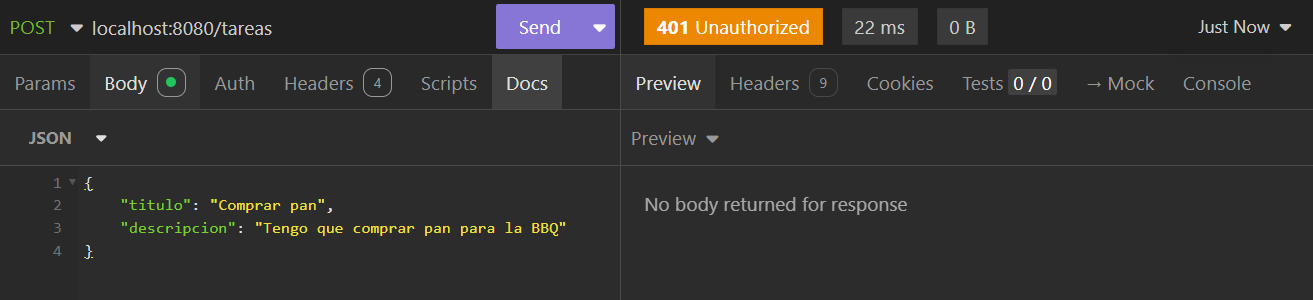 POST localhost:8080/tareas Send 401 Unauthorized 22 ms 0 B Just Now
Params Body Auth Headers 4 Scripts Docs Preview Headers 9 Cookies Tests 0 / 0 → Mock Console
JSON Preview
1 {
2 "titulo": "Comprar pan",
3 "descripcion": "Tengo que comprar pan para la BBQ"
4 }
No body returned for response